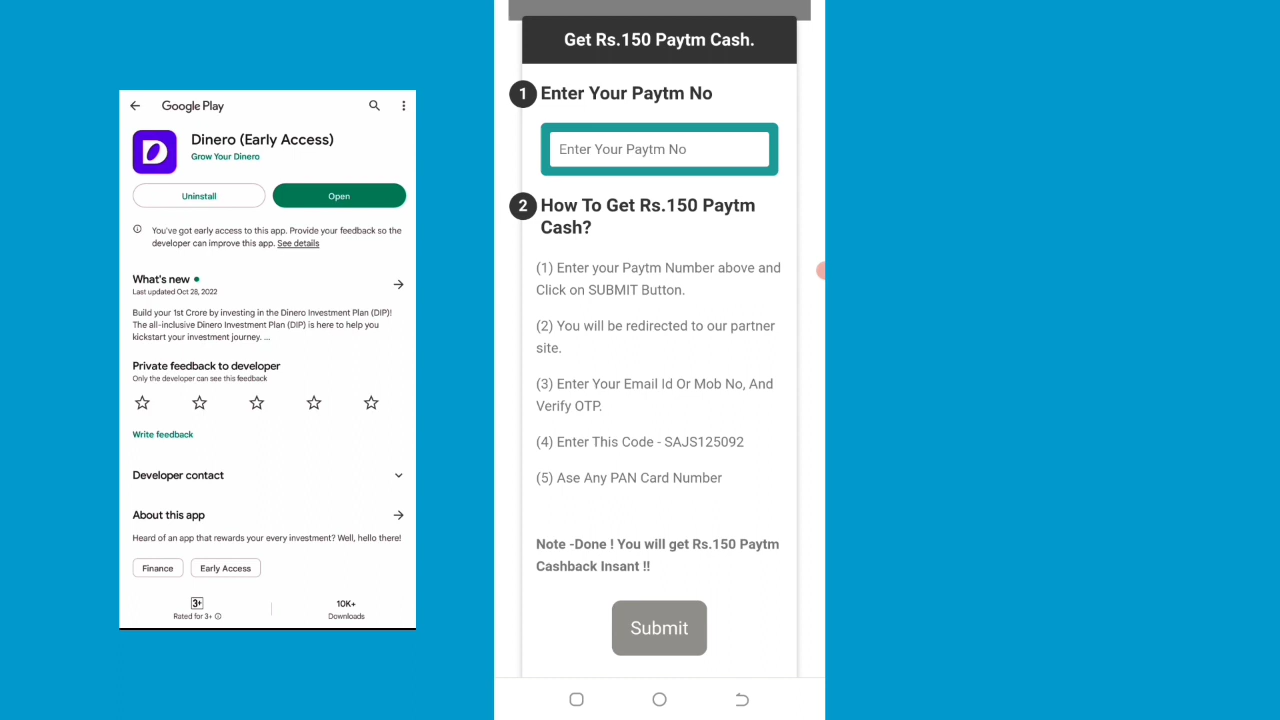 Google Play
Dinero (Early Access)
Grow Your Dinero
Uninstall
Open
You've got early access to this app. Provide your feedback so the
developer can improve this app. See details
What's new
Last updated Oct 28, 2022
Build your 1st Crore by investing in the Dinero Investment Plan (DIP)!
The all-inclusive Dinero Investment Plan (DIP) is here to help you
kickstart your investment journey. ...
Private feedback to developer
Only the developer can see this feedback
Write feedback
Developer contact
About this app
Heard of an app that rewards your every investment? Well, hello there!
Finance
Early Access
3+
Rated for 3+
10K+
Downloads
Get Rs.150 Paytm Cash.
1 Enter Your Paytm No
Enter Your Paytm No
2 How To Get Rs.150 Paytm
Cash?
(1) Enter your Paytm Number above and
Click on SUBMIT Button.
(2) You will be redirected to our partner
site.
(3) Enter Your Email Id Or Mob No, And
Verify OTP.
(4) Enter This Code - SAJS125092
(5) Ase Any PAN Card Number
Note -Done ! You will get Rs.150 Paytm
Cashback Insant !!
Submit